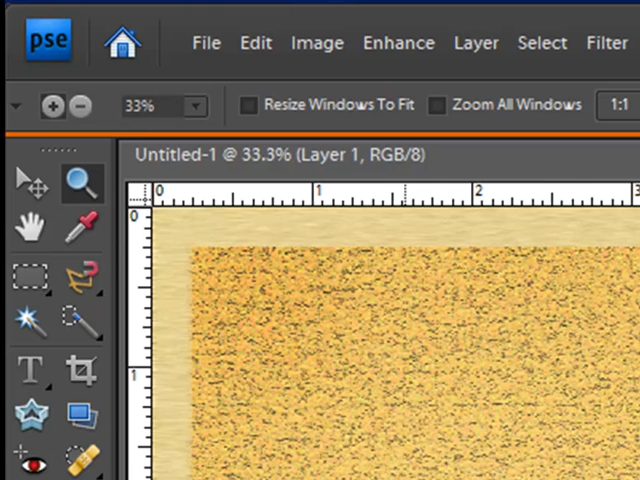 pse File Edit Image Enhance Layer Select Filter
33% Resize Windows To Fit Zoom All Windows 1:1
Untitled-1 @ 33.3% (Layer 1, RGB/8)
0 1 2 3
0
T
1